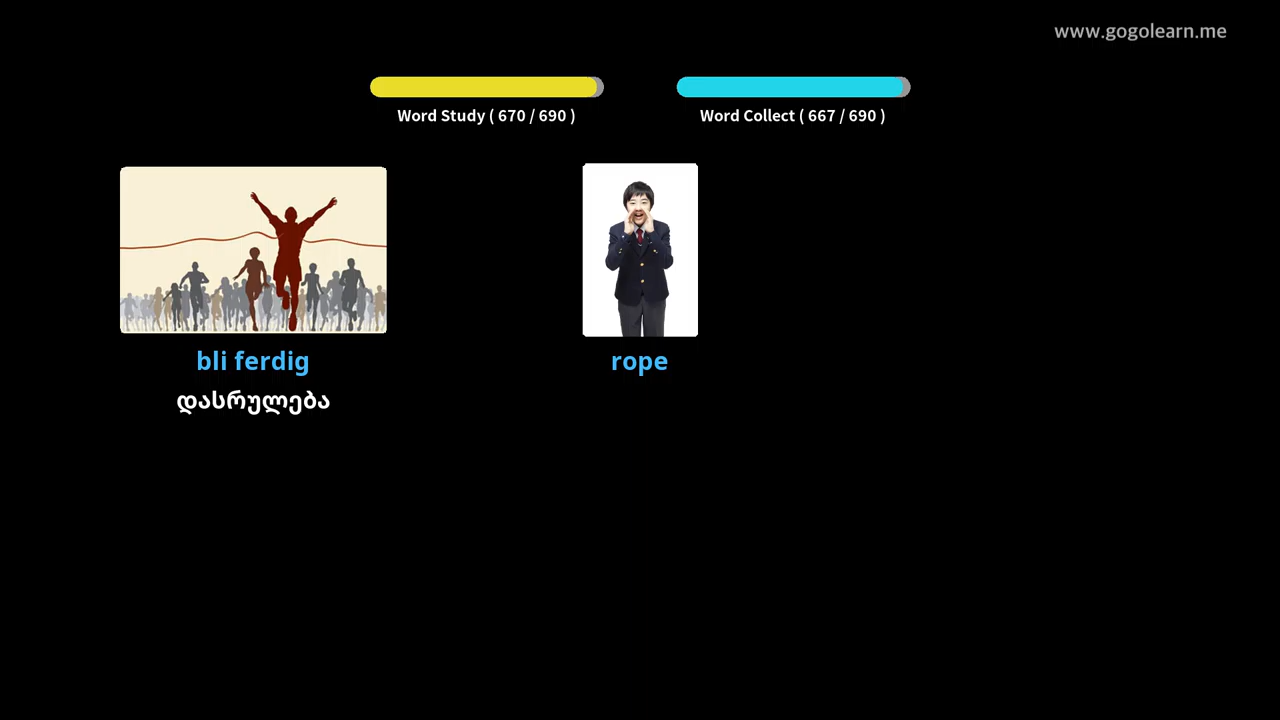 www.gogolearn.me
Word Study ( 670 / 690 )
Word Collect ( 667 / 690 )
bli ferdig
rope
დასრულება